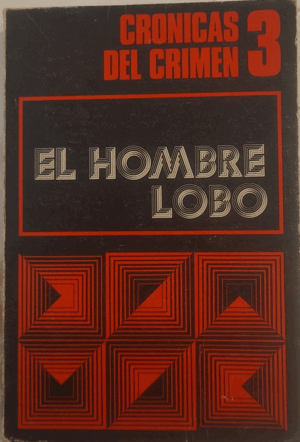 CRONICAS 3
DEL CRIMEN
EL HOMBRE
LOBO